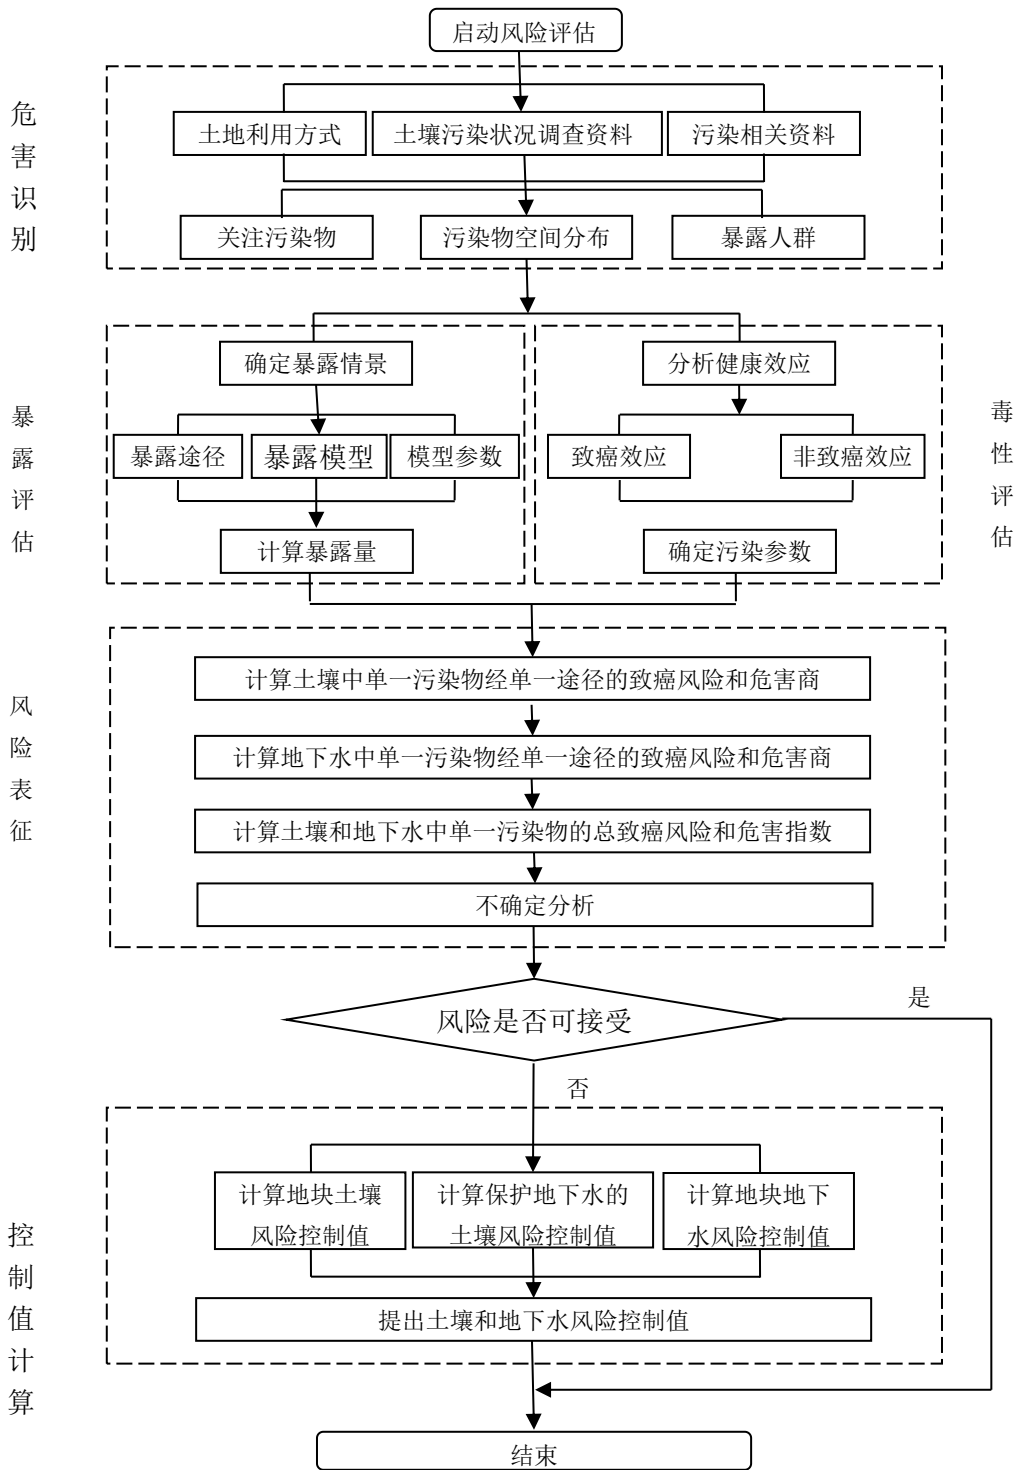 启动风险评估
危害识别
土地利用方式
土壤污染状况调查资料
污染相关资料
关注污染物
污染物空间分布
暴露人群
暴露评估
确定暴露情景
暴露途径
暴露模型
模型参数
计算暴露量
毒性评估
分析健康效应
致癌效应
非致癌效应
确定污染参数
风险表征
计算土壤中单一污染物经单一途径的致癌风险和危害商
计算地下水中单一污染物经单一途径的致癌风险和危害商
计算土壤和地下水中单一污染物的总致癌风险和危害指数
不确定分析
风险是否可接受
是
否
控制值计算
计算地块土壤
风险控制值
计算保护地下水的
土壤风险控制值
计算地块地下
水风险控制值
提出土壤和地下水风险控制值
结束